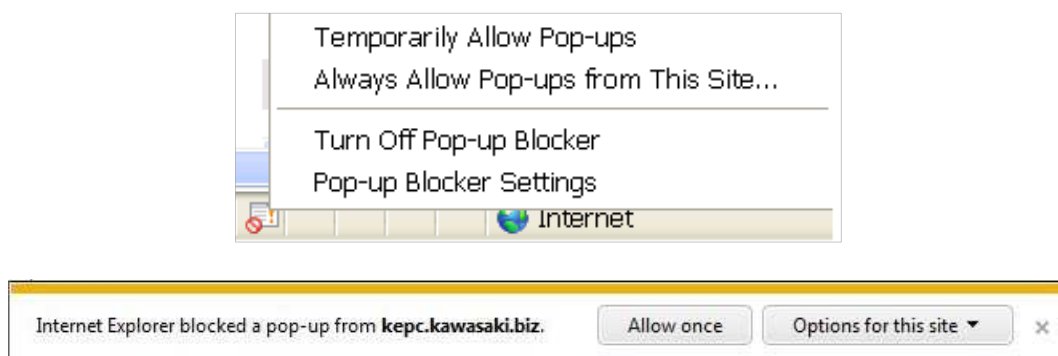 Temporarily Allow Pop-ups
Always Allow Pop-ups from This Site...
Turn Off Pop-up Blocker
Pop-up Blocker Settings
Internet
Internet Explorer blocked a pop-up from kepc.kawasaki.biz. Allow once Options for this site ▼ ×